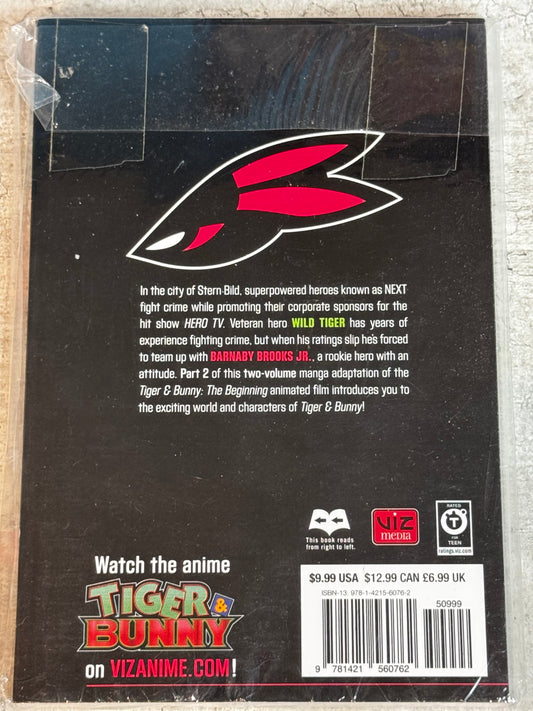 In the city of Stern Bild, superpowered heroes known as NEXT
fight crime while promoting their corporate sponsors for the
hit show HERO TV. Veteran hero WILD TIGER has years of
experience fighting crime, but when his ratings slip he's forced
to team up with BARNABY BROOKS JR., a rookie hero with an
attitude. Part 2 of this two-volume manga adaptation of the
Tiger & Bunny: The Beginning animated film introduces you to
the exciting world and characters of Tiger & Bunny!
This book reads
from right to left.
VIZ
media
RATED
T
FOR
TEEN
ratings.viz.com
Watch the anime
TIGER &
BUNNY
on VIZANIME.COM!
$9.99 USA $12.99 CAN £6.99 UK
ISBN-13: 978-1-4215-6076-2
50999
9 781421 560762